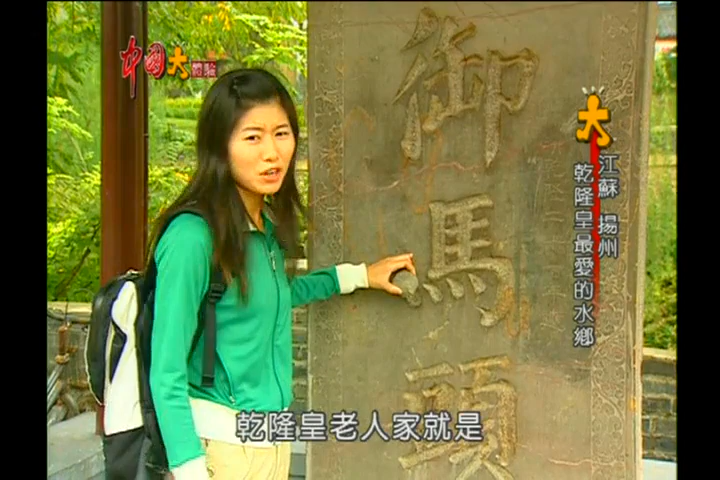 中國大體驗
御馬頭
大
江蘇 揚州
乾隆皇最愛的水鄉
乾隆皇老人家就是